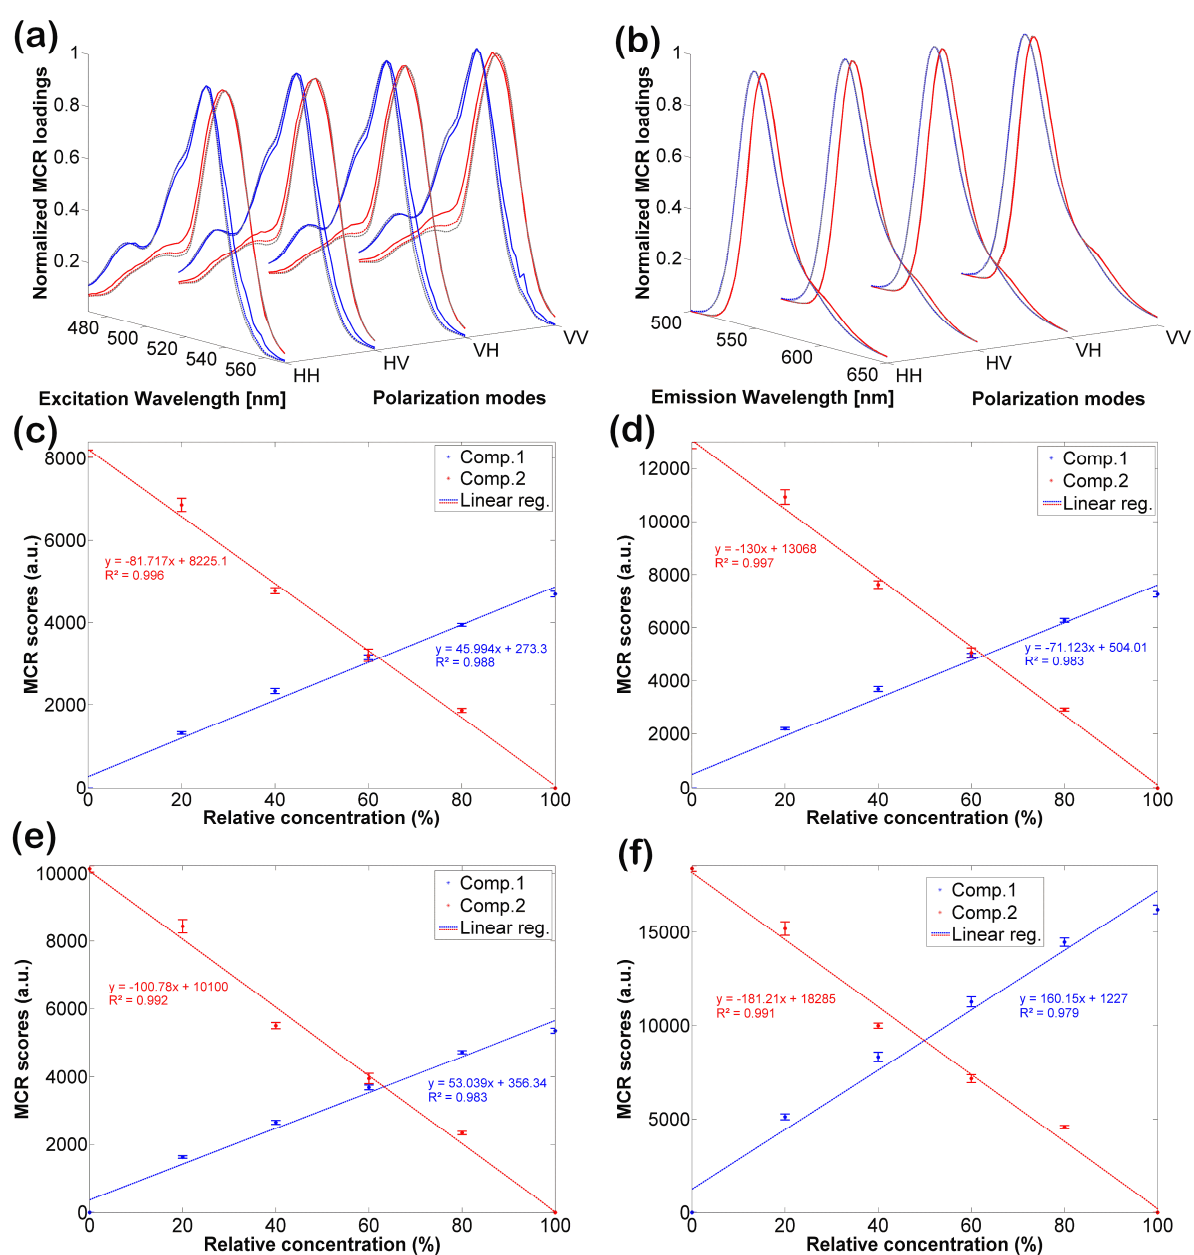 (a)
Normalized MCR loadings
1
0.8
0.6
0.4
0.2
480
500
520
540
560
HH
HV
VH
VV
Excitation Wavelength [nm]
Polarization modes
(b)
Normalized MCR loadings
1
0.8
0.6
0.4
0.2
500
550
600
650
HH
HV
VH
VV
Emission Wavelength [nm]
Polarization modes
(c)
MCR scores (a.u.)
8000
6000
4000
2000
0
Comp.1
Comp.2
Linear reg.
y = -81.717x + 8225.1
R² = 0.996
y = 45.994x + 273.3
R² = 0.988
0 20 40 60 80 100
Relative concentration (%)
(d)
MCR scores (a.u.)
12000
10000
8000
6000
4000
2000
0
Comp.1
Comp.2
Linear reg.
y = -130x + 13068
R² = 0.997
y = -71.123x + 504.01
R² = 0.983
0 20 40 60 80 100
Relative concentration (%)
(e)
MCR scores (a.u.)
10000
8000
6000
4000
2000
0
Comp.1
Comp.2
Linear reg.
y = -100.78x + 10100
R² = 0.992
y = 53.039x + 356.34
R² = 0.983
0 20 40 60 80 100
Relative concentration (%)
(f)
MCR scores (a.u.)
15000
10000
5000
0
Comp.1
Comp.2
Linear reg.
y = -181.21x + 18285
R² = 0.991
y = 160.15x + 1227
R² = 0.979
0 20 40 60 80 100
Relative concentration (%)